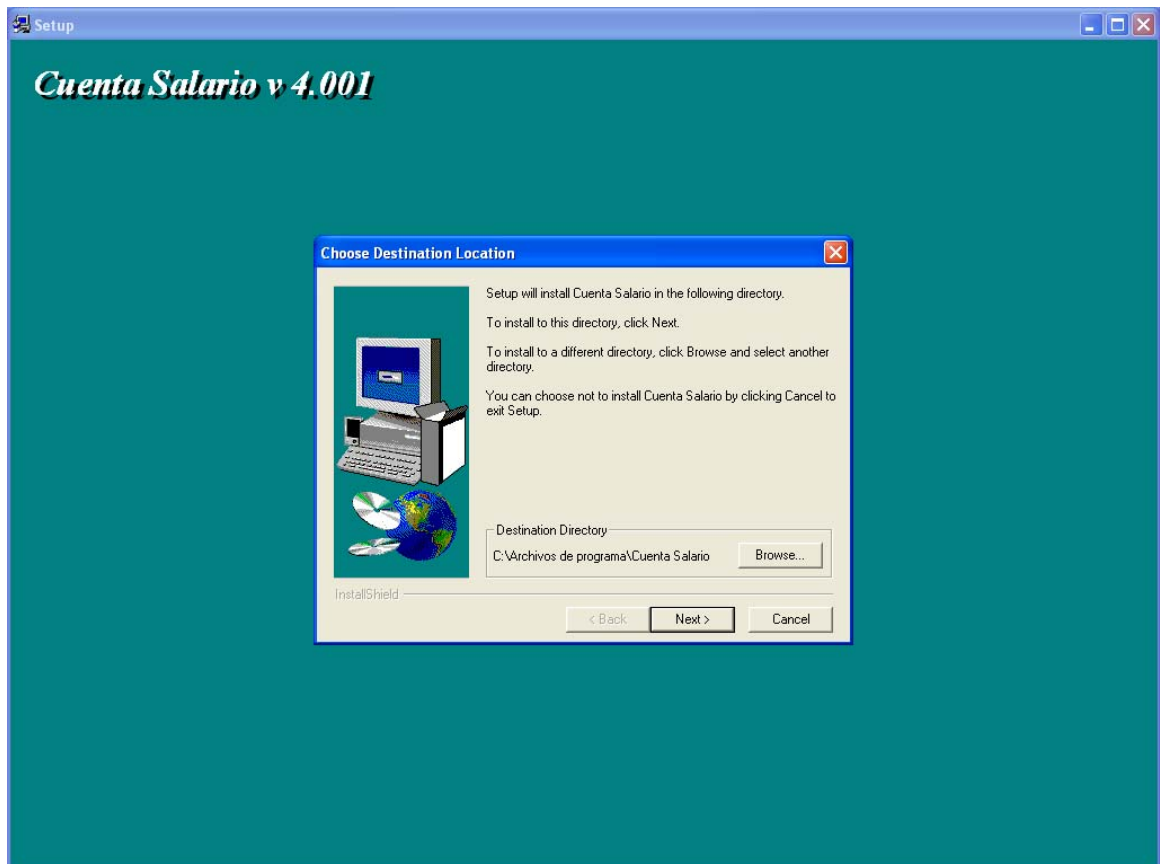 Setup
Cuenta Salario v 4.001
Choose Destination Location
Setup will install Cuenta Salario in the following directory.
To install to this directory, click Next.
To install to a different directory, click Browse and select another
directory.
You can choose not to install Cuenta Salario by clicking Cancel to
exit Setup.
Destination Directory
C:\Archivos de programa\Cuenta Salario
Browse...
InstallShield
< Back
Next >
Cancel